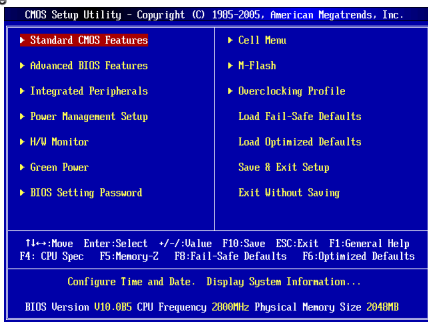 CMOS Setup Utility - Copyright (C) 1985-2005, American Megatrends, Inc.
▶ Standard CMOS Features
▶ Advanced BIOS Features
▶ Integrated Peripherals
▶ Power Management Setup
▶ H/W Monitor
▶ Green Power
▶ BIOS Setting Password
▶ Cell Menu
▶ M-Flash
▶ Overclocking Profile
Load Fail-Safe Defaults
Load Optimized Defaults
Save & Exit Setup
Exit Without Saving
↑↓←→:Move Enter:Select +/-/:Value F10:Save ESC:Exit F1:General Help
F4: CPU Spec F5:Memory-Z F8:Fail-Safe Defaults F6:Optimized Defaults
Configure Time and Date. Display System Information...
BIOS Version V10.0B5 CPU Frequency 2800MHz Physical Memory Size 2048MB